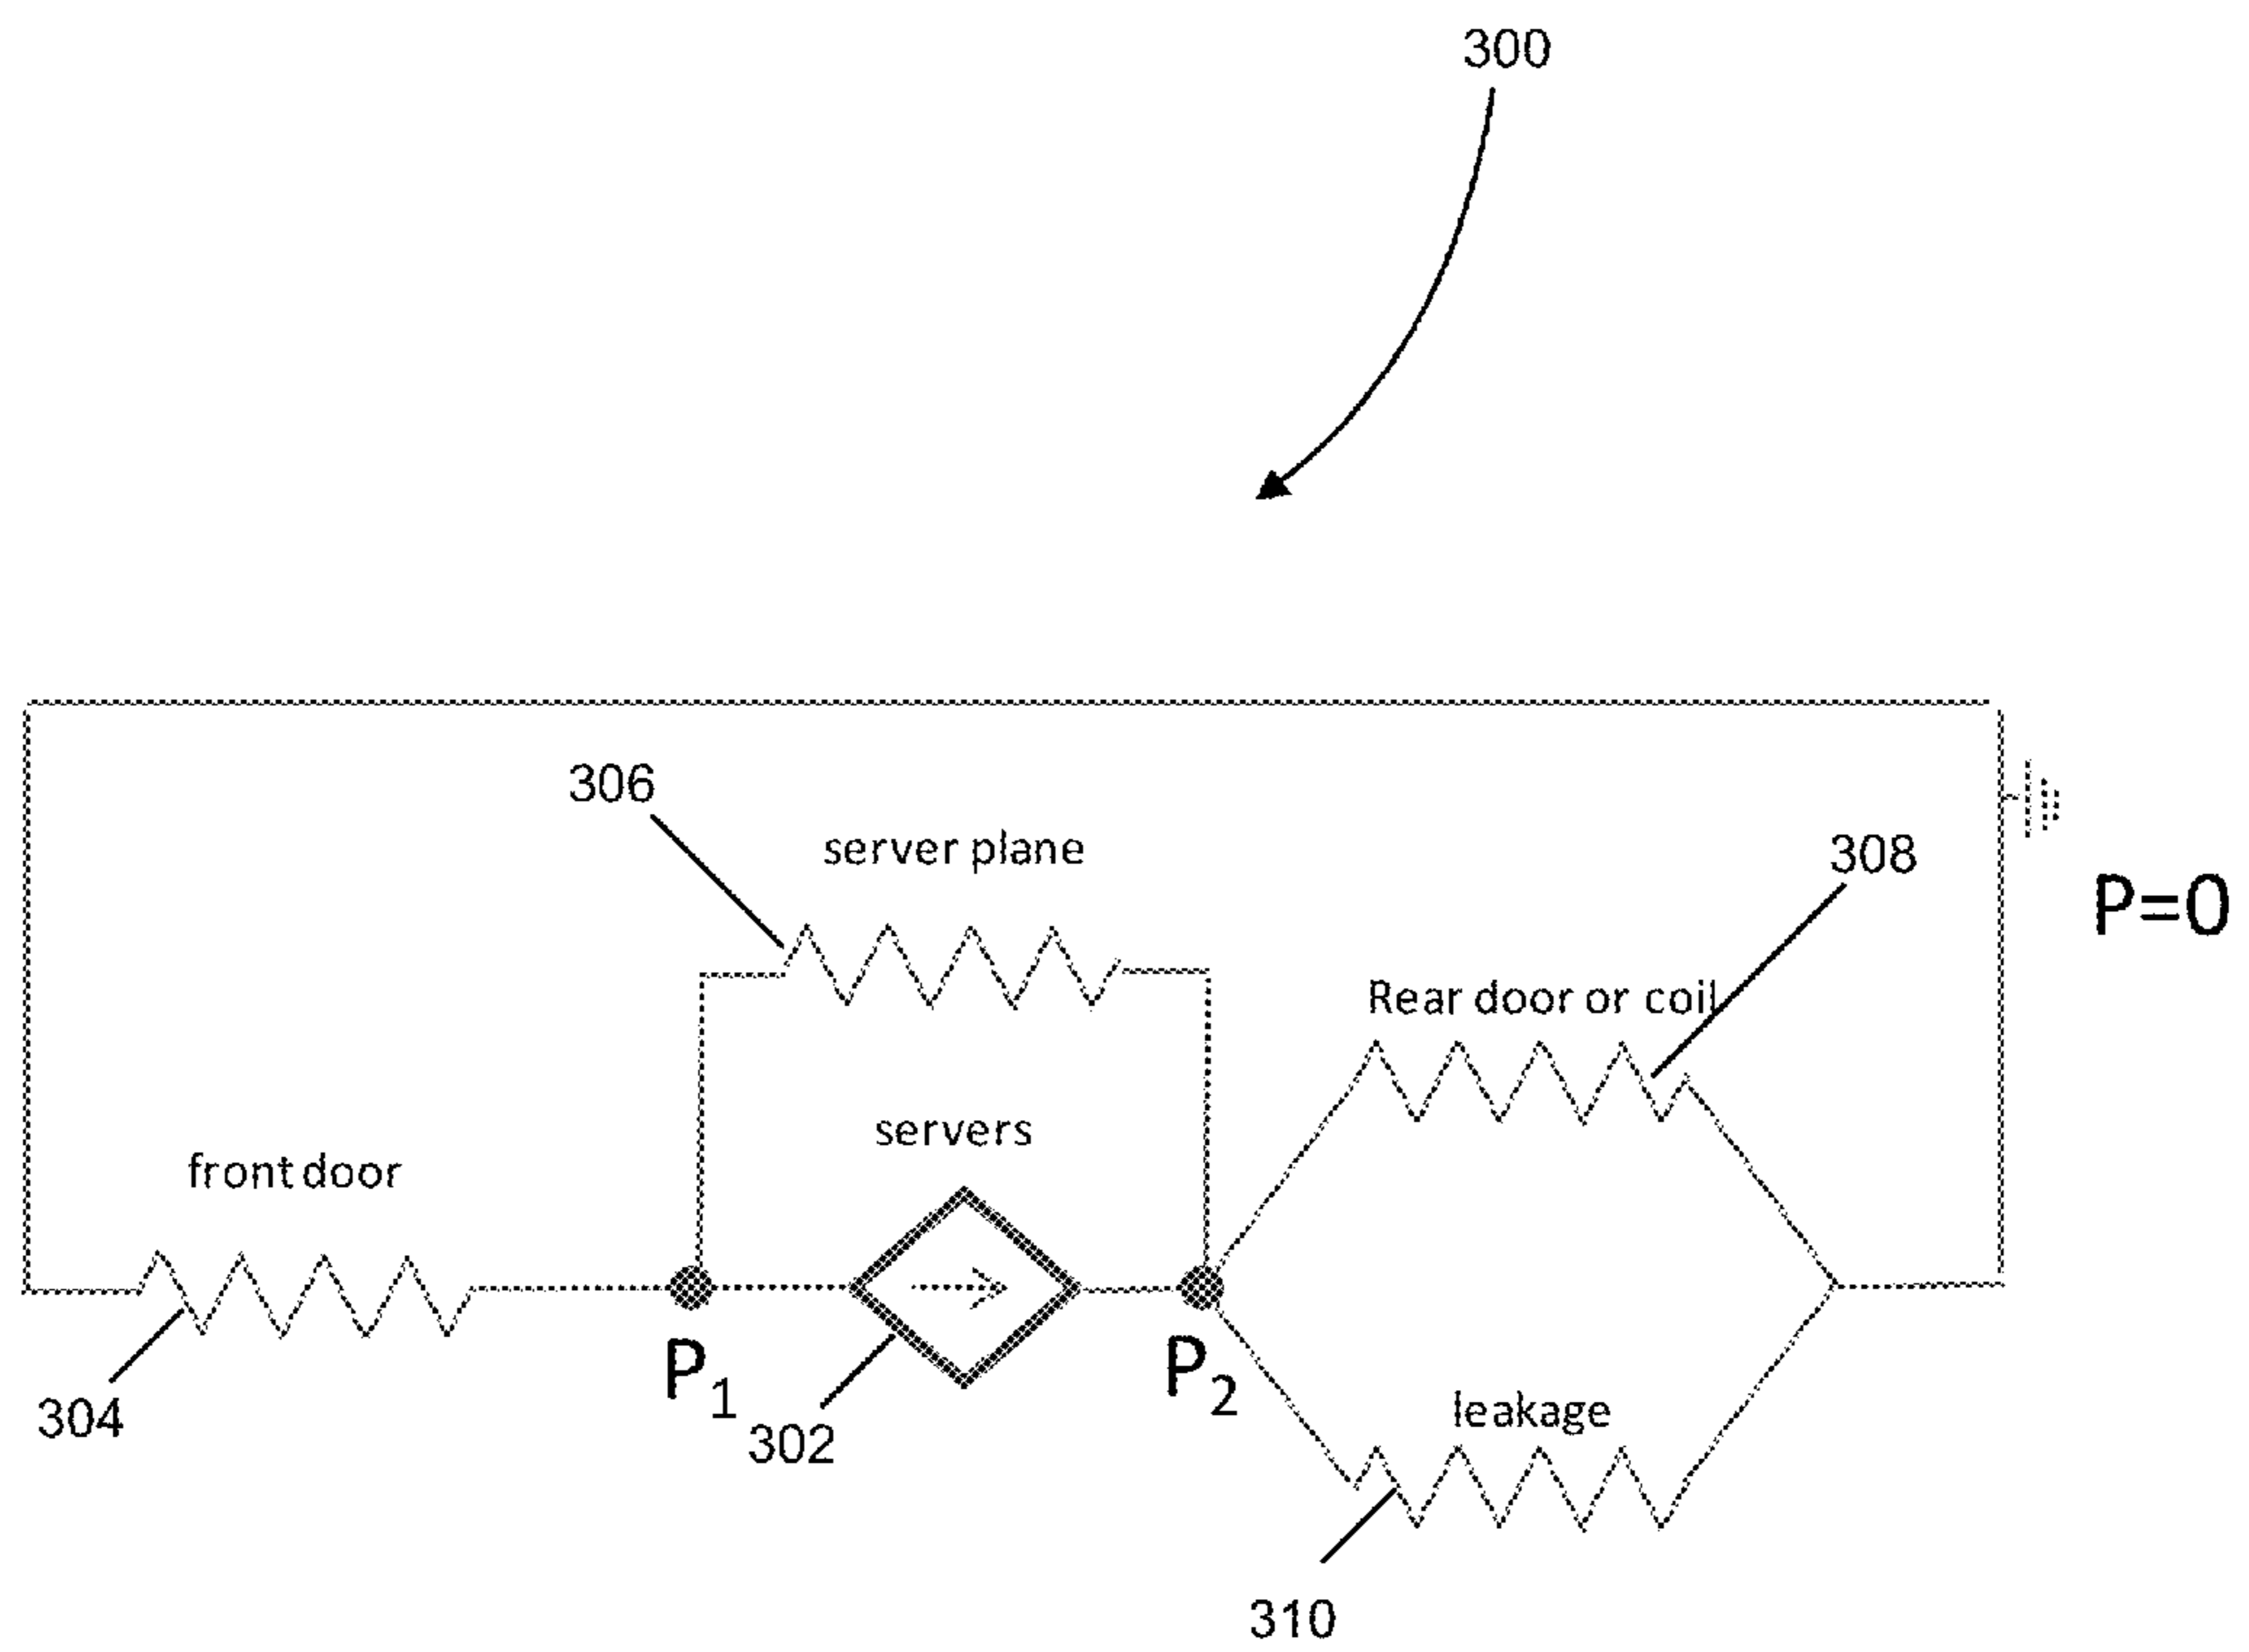 300
306
server plane
308
P=0
Rear door or coil
servers
front door
P1
P2
304
302
leakage
310